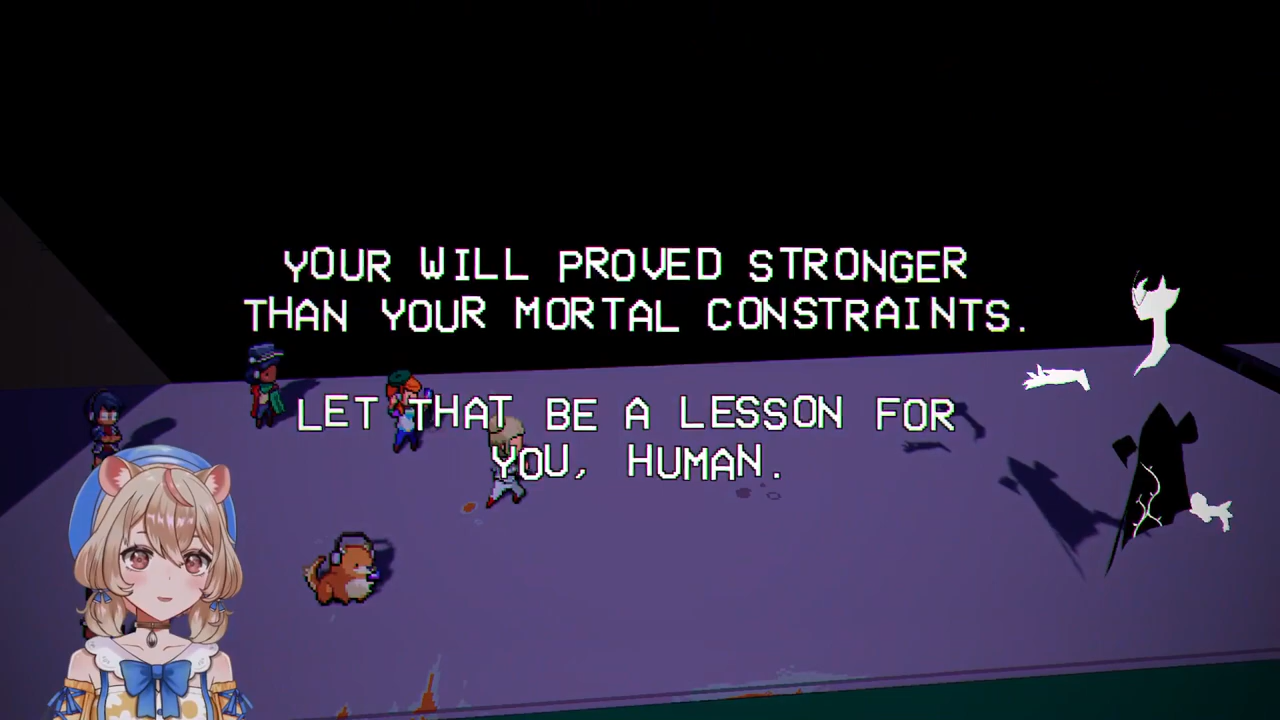 YOUR WILL PROVED STRONGER
THAN YOUR MORTAL CONSTRAINTS.
LET THAT BE A LESSON FOR
YOU, HUMAN.